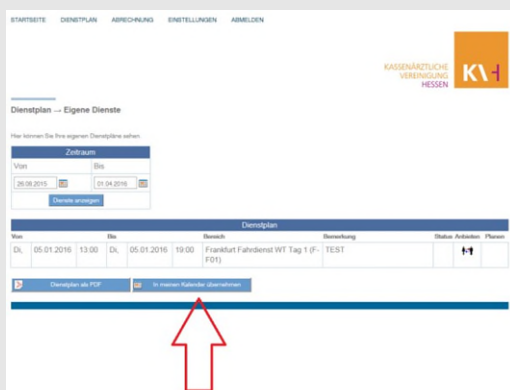 STARTSEITE DIENSTPLAN ABRECHNUNG EINSTELLUNGEN ABMELDEN
KASSENÄRZTLICHE
VEREINIGUNG
HESSEN
KVH
Dienstplan → Eigene Dienste
Hier können Sie Ihre eigenen Dienstpläne sehen
Zeitraum
Von Bis
26.09.2015 01.04.2016
Dienste anzeigen
Dienstplan
Von Bis Bereich Bemerkung Status Anbieten Planen
Di, 05.01.2016 13:00 Di, 05.01.2016 19:00 Frankfurt Fahrdienst WT Tag 1 (F-
F01) TEST
Dienstplan als PDF In meinen Kalender übernehmen